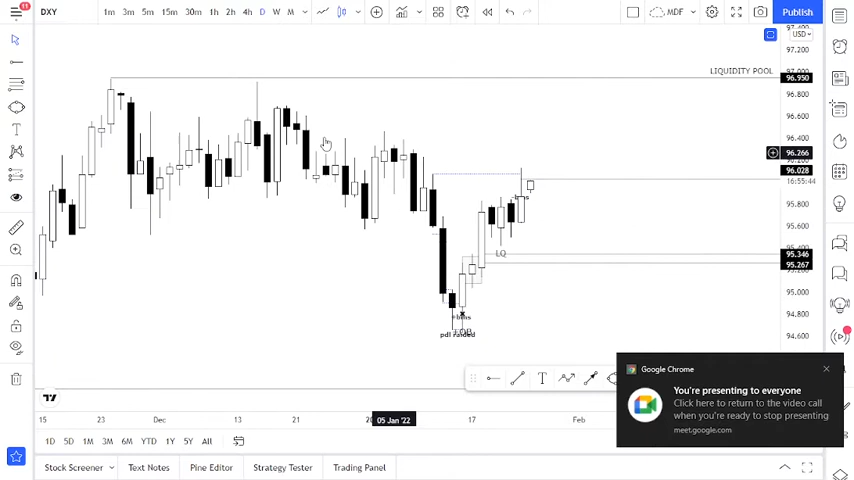 11
DXY
1m 3m 5m 15m 30m 1h 2h 4h D W M
MDF
Publish
USD
97.200
LIQUIDITY POOL
96.950
96.800
96.600
96.400
96.266
96.028
16:55:44
95.800
95.600
LQ
95.346
95.267
95.000
94.800
94.600
pdl raided
Google Chrome
You're presenting to everyone
Click here to return to the video call
when you're ready to stop presenting
meet.google.com
15 23 Dec 13 21 05 Jan '22 17 Feb
1D 5D 1M 3M 6M YTD 1Y 5Y All
Stock Screener Text Notes Pine Editor Strategy Tester Trading Panel